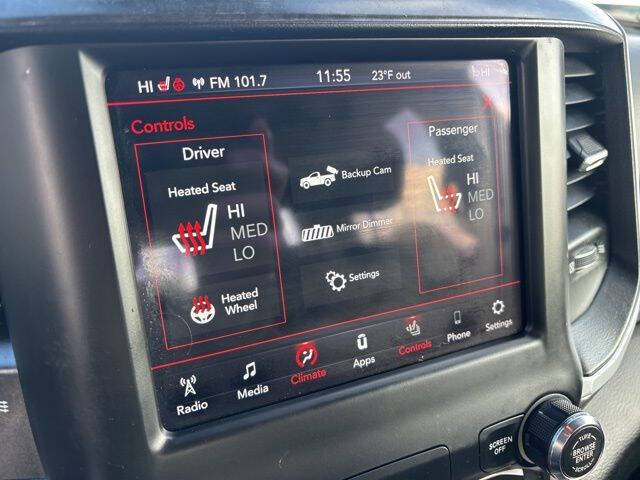 HI FM 101.7 11:55 23°F out HI
Controls X
Driver
Heated Seat
HI
MED
LO
Heated
Wheel
Backup Cam
Mirror Dimmer
Settings
Passenger
Heated Seat
HI
MED
LO
Radio Media Climate Apps Controls Phone Settings
SCREEN
OFF
TUNE
BROWSE
ENTER
SCROLL